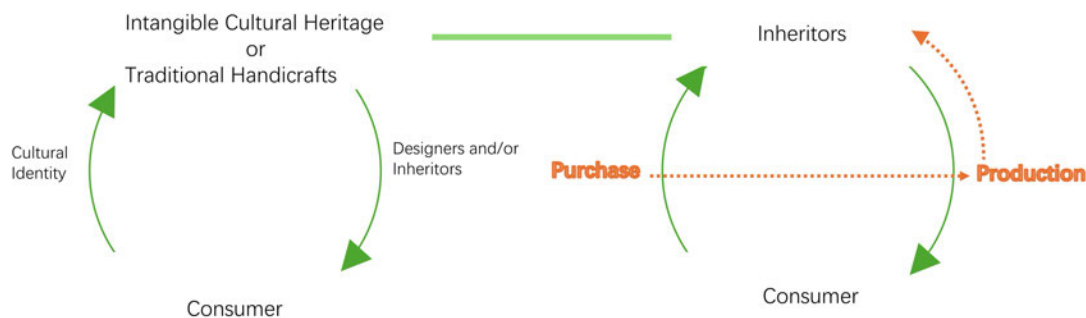 Intangible Cultural Heritage
or
Traditional Handicrafts
Cultural
Identity
Designers and/or
Inheritors
Consumer
Inheritors
Purchase
Production
Consumer